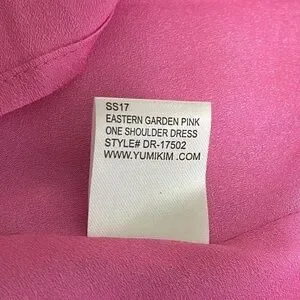 SS17
EASTERN GARDEN PINK
ONE SHOULDER DRESS
STYLE# DR-17502
WWW.YUMIKIM .COM